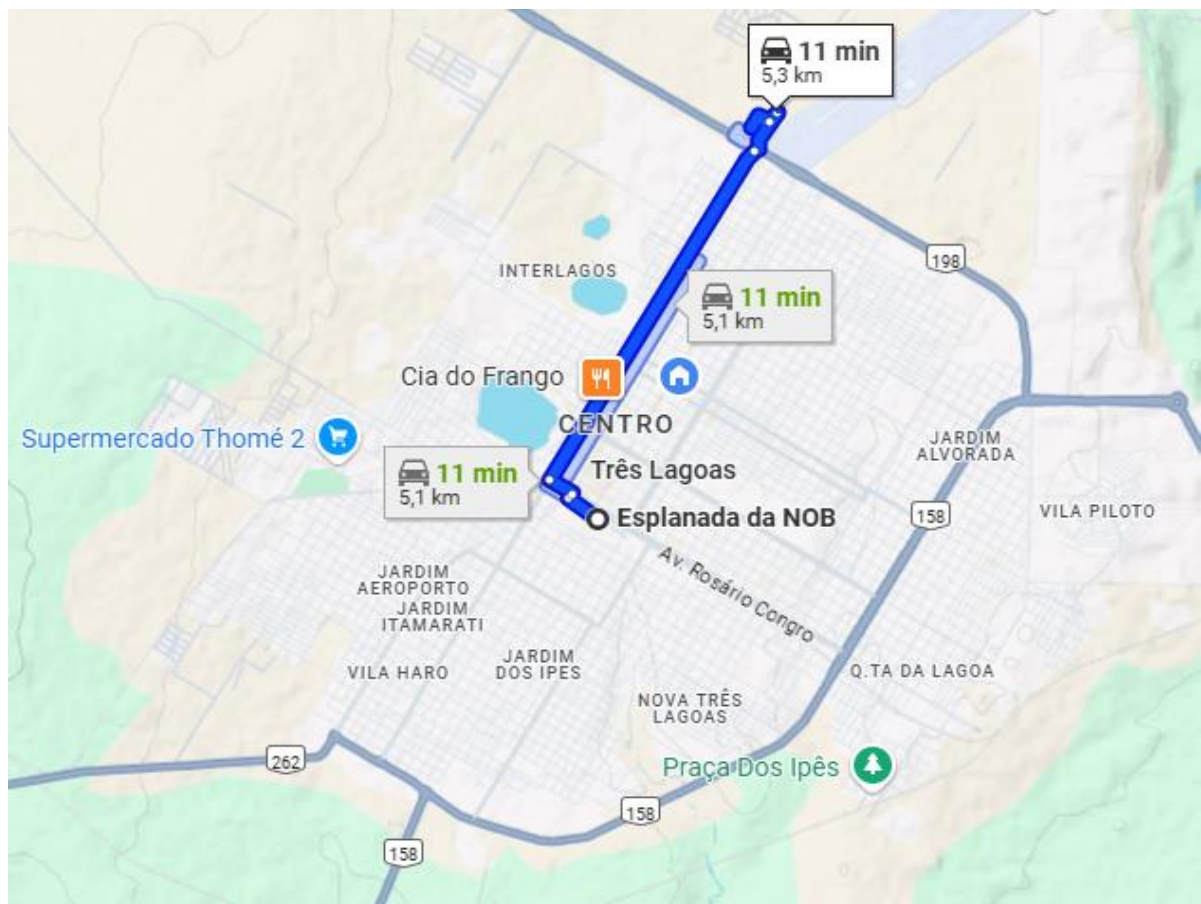 11 min
5,3 km
198
INTERLAGOS
11 min
5,1 km
Cia do Frango
CENTRO
Supermercado Thomé 2
JARDIM
ALVORADA
11 min
5,1 km
Três Lagoas
158
VILA PILOTO
Esplanada da NOB
Av. Rosário Congro
JARDIM
AEROPORTO
JARDIM
ITAMARATI
VILA HARO
JARDIM
DOS IPES
Q.TA DA LAGOA
NOVA TRÊS
LAGOAS
262
Praça Dos Ipês
158
158